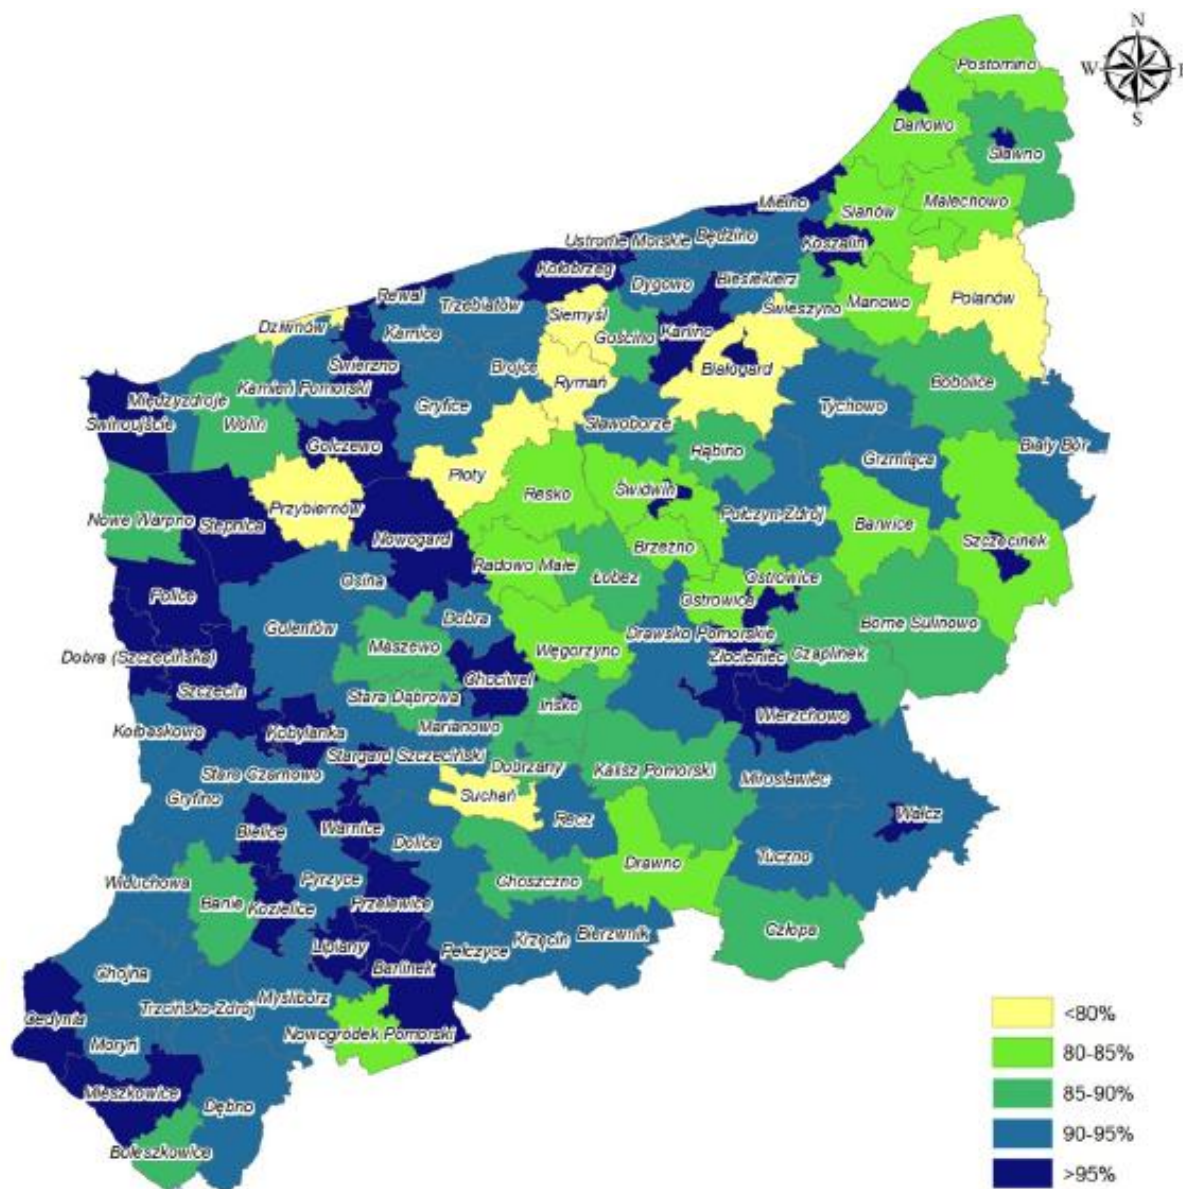 N
W
S
Postomino
Darłowo
Sławno
Malechowo
Sianów
Mielno
Koszalin
Ustronie Morskie
Będzino
Kołobrzeg
Polanów
Rewal
Trzebiatów
Dygowo
Biesiekierz
Świeszyno
Manowo
Siemyśl
Dziwnów
Karnice
Gościno
Karlino
Świerzno
Brojce
Rymań
Białogard
Bobolice
Kamień Pomorski
Międzyzdroje
Gryfice
Tychowo
Świnoujście
Wolin
Sławoborze
Golczewo
Rąbino
Grzmiąca
Biały Bór
Płoty
Resko
Świdwin
Przybiernów
Połczyn-Zdrój
Barwice
Nowe Warpno
Stepnica
Nowogard
Brzeżno
Szczecinek
Radowo Małe
Łobez
Ostrowice
Osina
Police
Ostrowice
Dobra
Goleniów
Drawsko Pomorskie
Borne Sulinowo
Maszewo
Węgorzyno
Dobra (Szczecińska)
Złocieniec
Czaplinek
Szczecin
Chociwel
Stara Dąbrowa
Ińsko
Wierzchowo
Kołbaskowo
Kobylanka
Marianowo
Stargard Szczeciński
Dobrzany
Kalisz Pomorski
Mirosławiec
Stare Czarnowo
Gryfino
Suchań
Recz
Wałcz
Bielice
Warnice
Dolice
Drawno
Tuczno
Widuchowa
Pyrzyce
Choszczno
Banie
Kozielice
Przelewice
Człopa
Lipiany
Pełczyce
Krzęcin
Bierzwnik
Barlinek
Chojna
Myślibórz
Trzcińsko-Zdrój
Cedynia
Nowogródek Pomorski
Moryń
Mieszkowice
Dębno
Boleszkowice
<80%
80-85%
85-90%
90-95%
>95%